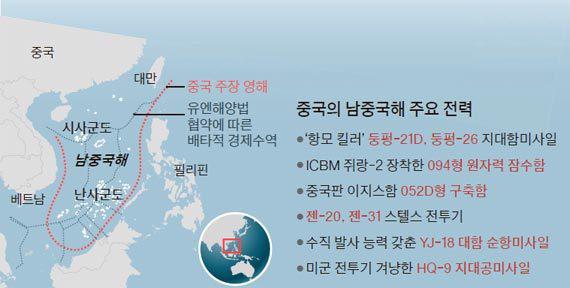 중국
대만
중국 주장 영해
유엔해양법
협약에 따른
배타적 경제수역
시사군도
남중국해
필리핀
난사군도
베트남
중국의 남중국해 주요 전력
•‘항모 킬러’ 둥펑-21D, 둥펑-26 지대함미사일
•ICBM 쥐랑-2 장착한 094형 원자력 잠수함
•중국판 이지스함 052D형 구축함
•젠-20, 젠-31 스텔스 전투기
•수직 발사 능력 갖춘 YJ-18 대함 순항미사일
•미군 전투기 겨냥한 HQ-9 지대공미사일